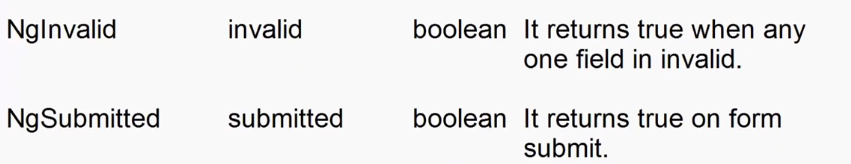 NgInvalid invalid boolean It returns true when any
one field in invalid.
NgSubmitted submitted boolean It returns true on form
submit.